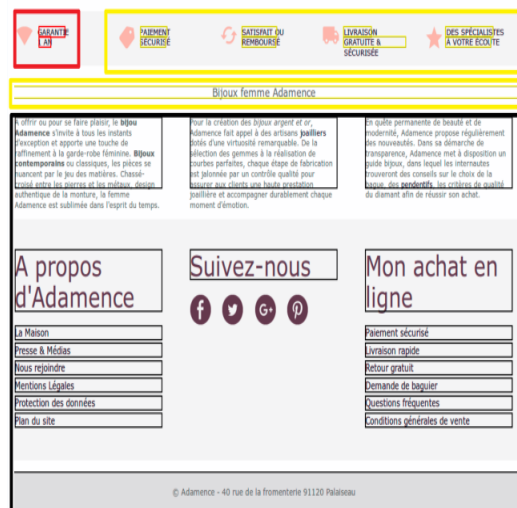 GARANTIE
1 AN
PAIEMENT
SÉCURISÉ
SATISFAIT OU
REMBOURSÉ
LIVRAISON
GRATUITE &
SÉCURISÉE
DES SPÉCIALISTES
À VOTRE ÉCOUTE
Bijoux femme Adamence
A offrir ou pour se faire plaisir, le bijou
Adamence s'invite à tous les instants
d'exception et apporte une touche de
raffinement à la garde-robe féminine. Bijoux
contemporains ou classiques, les pièces se
nuancent par le jeu des matières. Chassé-
croisé entre les pierres et les métaux, design
authentique de la monture, la femme
Adamence est sublimée dans l'esprit du temps.
Pour la création des bijoux argent et or,
Adamence fait appel à des artisans joailliers
dotés d'une virtuosité remarquable. De la
sélection des gemmes à la réalisation de
courbes parfaites, chaque étape de fabrication
est jalonnée par un contrôle qualité pour
assurer aux clients une haute prestation
joaillière et accompagner durablement chaque
moment d'émotion.
En quête permanente de beauté et de
modernité, Adamence propose régulièrement
des nouveautés. Dans sa démarche de
transparence, Adamence met à disposition un
guide bijoux, dans lequel les internautes
trouveront des conseils sur le choix de la
bague, des pendentifs, les critères de qualité
du diamant afin de réussir son achat.
A propos
d'Adamence
La Maison
Presse & Médias
Nous rejoindre
Mentions Légales
Protection des données
Plan du site
Suivez-nous
Mon achat en
ligne
Paiement sécurisé
Livraison rapide
Retour gratuit
Demande de baguier
Questions fréquentes
Conditions générales de vente
© Adamence - 40 rue de la fromenterie 91120 Palaiseau